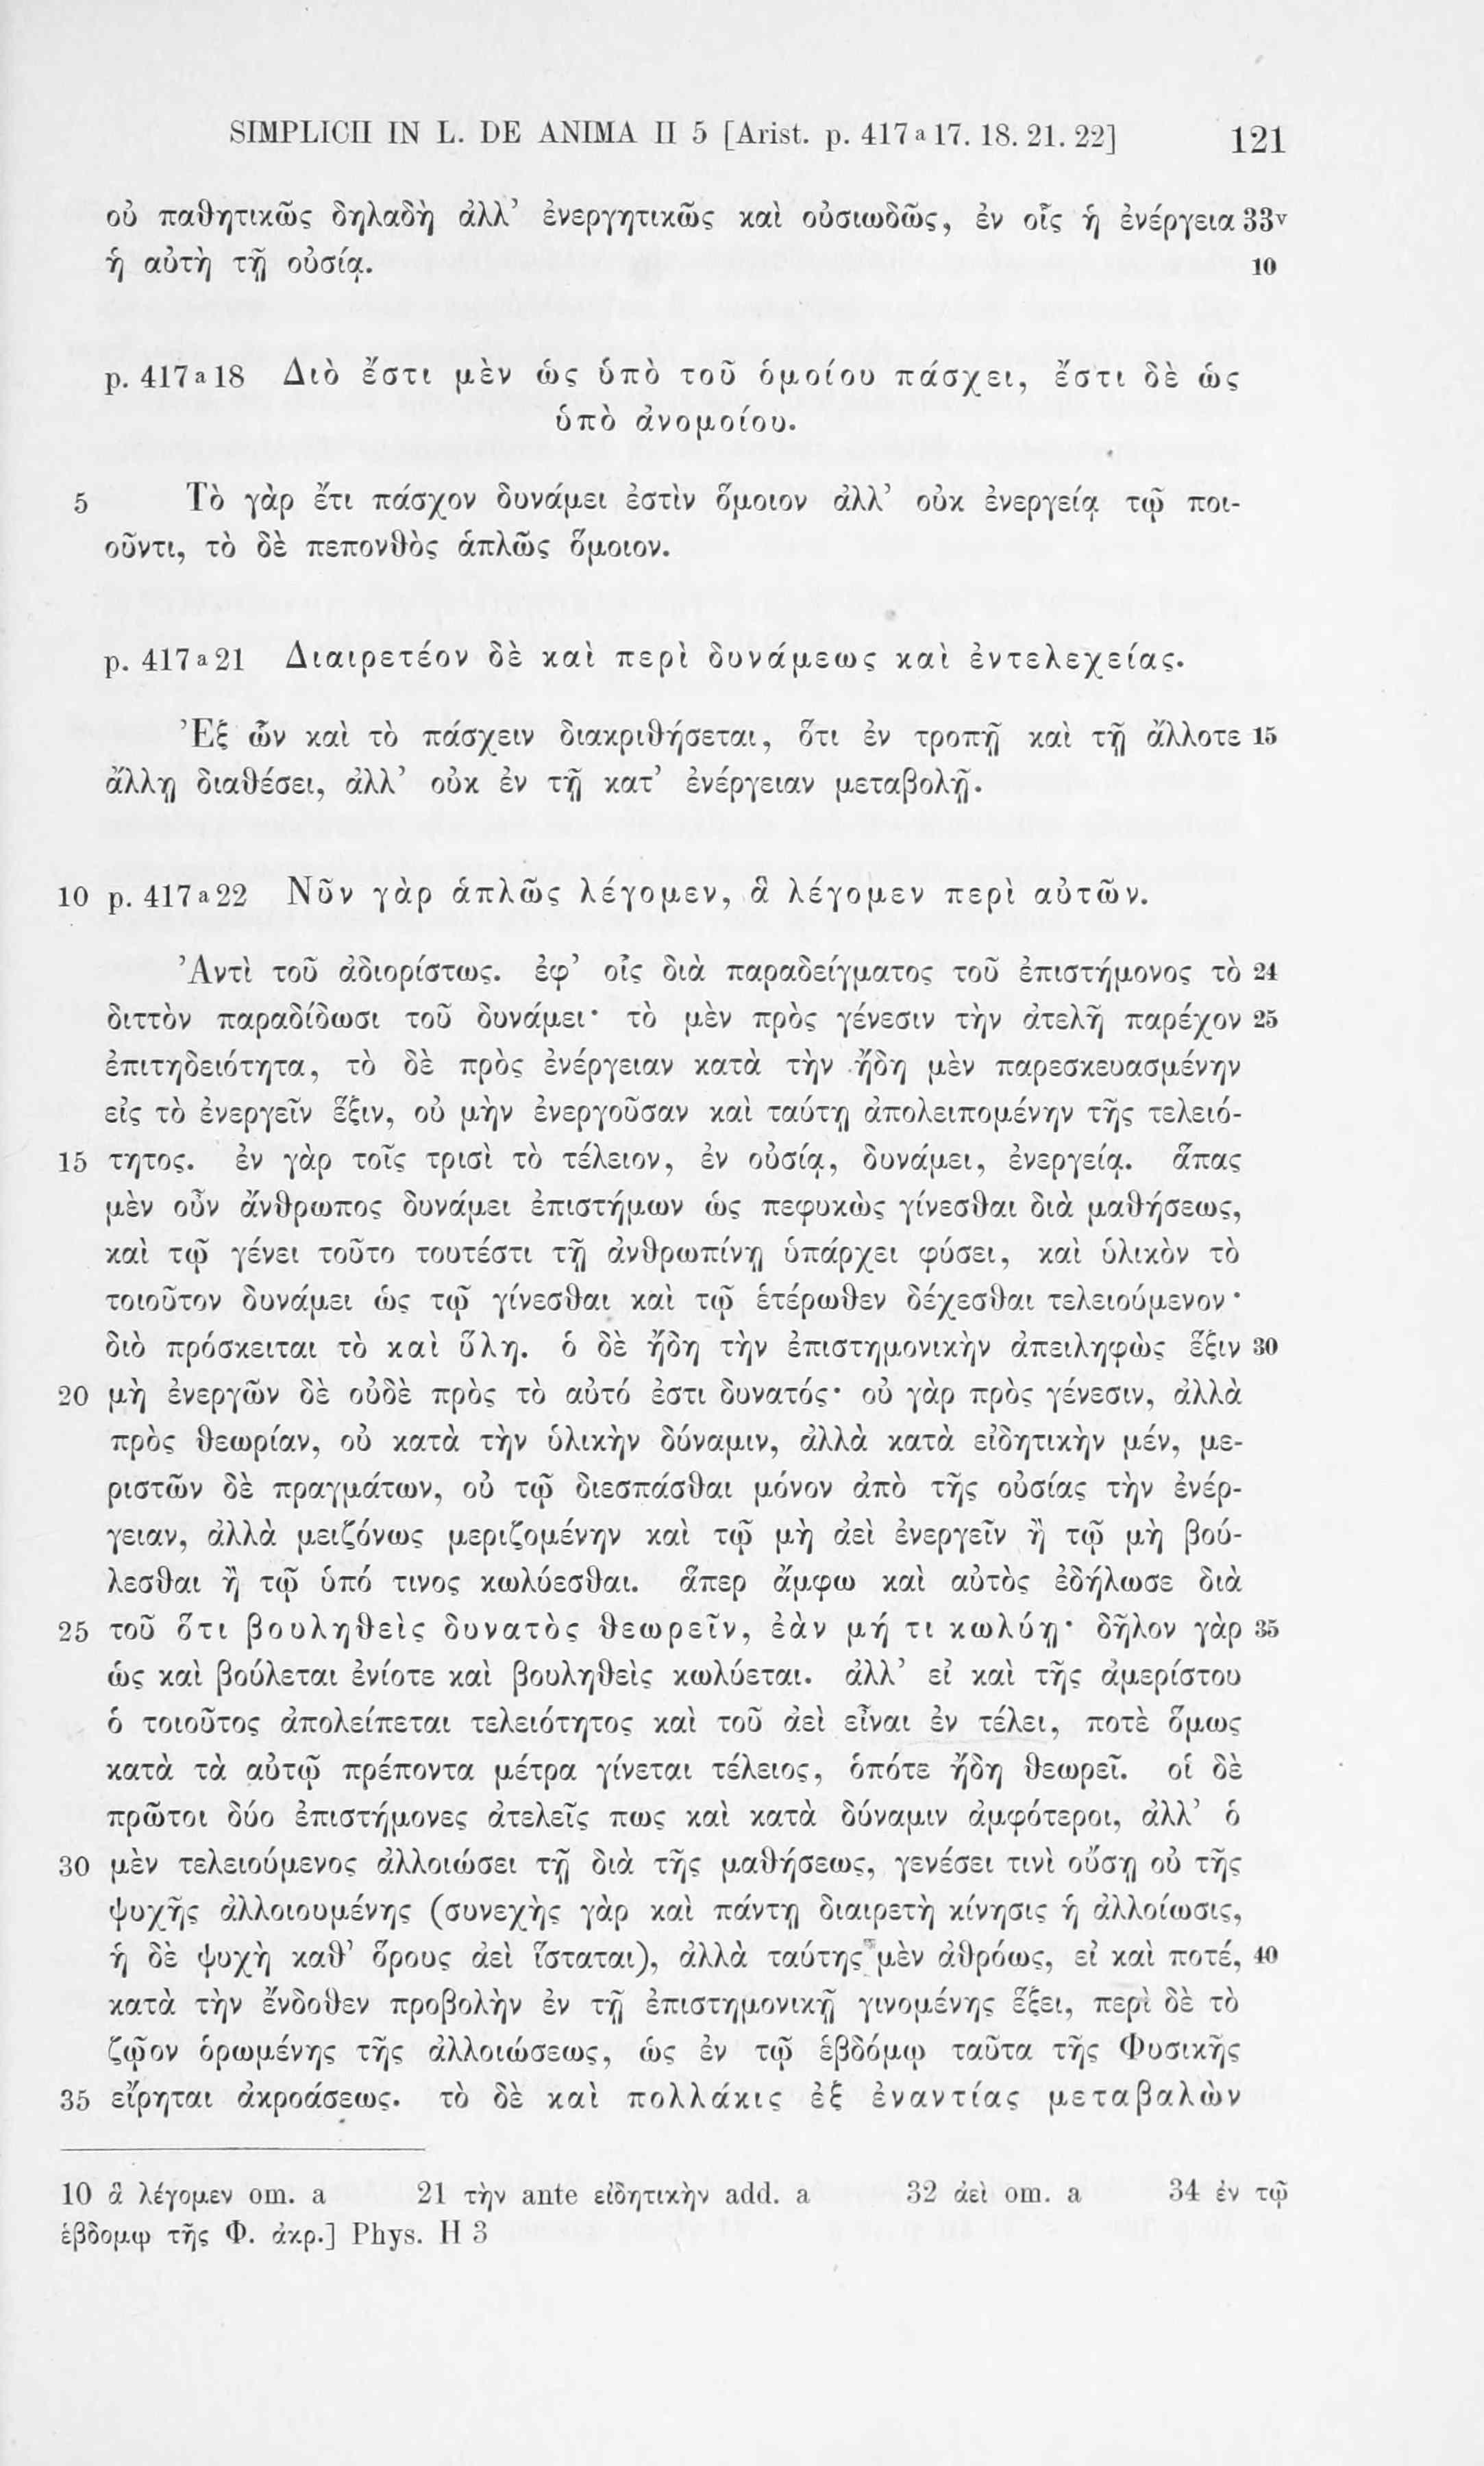 SIMPLICII IN L. DE ANIMA II 5 [Arist. p. 417 a 17. 18. 21. 22] 121
οὐ παθητικῶς δηλαδὴ ἀλλ’ ἐνεργητικῶς καὶ οὐσιωδῶς, ἐν οἷς ἡ ἐνέργεια 33v
ἡ αὐτὴ τῇ οὐσίᾳ. 10
p. 417 a 18 Διὸ ἔστι μὲν ὡς ὑπὸ τοῦ ὁμοίου πάσχει, ἔστι δὲ ὡς
ὑπὸ ἀνομοίου.
5 Τὸ γὰρ ἔτι πάσχον δυνάμει ἐστὶν ὅμοιον ἀλλ’ οὐκ ἐνεργείᾳ τῷ ποι-
οῦντι, τὸ δὲ πεπονθὸς ἁπλῶς ὅμοιον.
p. 417 a 21 Διαιρετέον δὲ καὶ περὶ δυνάμεως καὶ ἐντελεχείας.
Ἐξ ὧν καὶ τὸ πάσχειν διακριθήσεται, ὅτι ἐν τροπῇ καὶ τῇ ἄλλοτε 15
ἄλλῃ διαθέσει, ἀλλ’ οὐκ ἐν τῇ κατ’ ἐνέργειαν μεταβολῇ.
10 p. 417 a 22 Νῦν γὰρ ἁπλῶς λέγομεν, ἃ λέγομεν περὶ αὐτῶν.
Ἀντὶ τοῦ ἀδιορίστως. ἐφ’ οἷς διὰ παραδείγματος τοῦ ἐπιστήμονος τὸ 24
διττὸν παραδίδωσι τοῦ δυνάμει· τὸ μὲν πρὸς γένεσιν τὴν ἀτελῆ παρέχον 25
ἐπιτηδειότητα, τὸ δὲ πρὸς ἐνέργειαν κατὰ τὴν ἤδη μὲν παρεσκευασμένην
εἰς τὸ ἐνεργεῖν ἕξιν, οὐ μὴν ἐνεργοῦσαν καὶ ταύτῃ ἀπολειπομένην τῆς τελειό-
15 τητος. ἐν γὰρ τοῖς τρισὶ τὸ τέλειον, ἐν οὐσίᾳ, δυνάμει, ἐνεργείᾳ. ἅπας
μὲν οὖν ἄνθρωπος δυνάμει ἐπιστήμων ὡς πεφυκὼς γίνεσθαι διὰ μαθήσεως,
καὶ τῷ γένει τοῦτο τουτέστι τῇ ἀνθρωπίνῃ ὑπάρχει φύσει, καὶ ὑλικὸν τὸ
τοιοῦτον δυνάμει ὡς τῷ γίνεσθαι καὶ τῷ ἑτέρωθεν δέχεσθαι τελειούμενον·
διὸ πρόσκειται τὸ καὶ ὕλη. ὁ δὲ ἤδη τὴν ἐπιστημονικὴν ἀπειληφὼς ἕξιν 30
20 μὴ ἐνεργῶν δὲ οὐδὲ πρὸς τὸ αὐτό ἐστι δυνατός· οὐ γὰρ πρὸς γένεσιν, ἀλλὰ
πρὸς θεωρίαν, οὐ κατὰ τὴν ὑλικὴν δύναμιν, ἀλλὰ κατὰ εἰδητικὴν μέν, με-
ριστῶν δὲ πραγμάτων, οὐ τῷ διεσπάσθαι μόνον ἀπὸ τῆς οὐσίας τὴν ἐνέρ-
γειαν, ἀλλὰ μειζόνως μεριζομένην καὶ τῷ μὴ ἀεὶ ἐνεργεῖν ἢ τῷ μὴ βού-
λεσθαι ἢ τῷ ὑπό τινος κωλύεσθαι. ἅπερ ἄμφω καὶ αὐτὸς ἐδήλωσε διὰ
25 τοῦ ὅτι βουληθεὶς δυνατὸς θεωρεῖν, ἐὰν μή τι κωλύῃ· δῆλον γὰρ 35
ὡς καὶ βούλεται ἐνίοτε καὶ βουληθεὶς κωλύεται. ἀλλ’ εἰ καὶ τῆς ἀμερίστου
ὁ τοιοῦτος ἀπολείπεται τελειότητος καὶ τοῦ ἀεὶ εἶναι ἐν τέλει, ποτὲ ὅμως
κατὰ τὰ αὐτῷ πρέποντα μέτρα γίνεται τέλειος, ὁπότε ἤδη θεωρεῖ. οἱ δὲ
πρῶτοι δύο ἐπιστήμονες ἀτελεῖς πως καὶ κατὰ δύναμιν ἀμφότεροι, ἀλλ’ ὁ
30 μὲν τελειούμενος ἀλλοιώσει τῇ διὰ τῆς μαθήσεως, γενέσει τινὶ οὔσῃ οὐ τῆς
ψυχῆς ἀλλοιουμένης (συνεχὴς γὰρ καὶ πάντῃ διαιρετὴ κίνησις ἡ ἀλλοίωσις,
ἡ δὲ ψυχὴ καθ’ ὅρους ἀεὶ ἵσταται), ἀλλὰ ταύτης μὲν ἀθρόως, εἰ καὶ ποτέ, 40
κατὰ τὴν ἔνδοθεν προβολὴν ἐν τῇ ἐπιστημονικῇ γινομένης ἕξει, περὶ δὲ τὸ
ζῷον ὁρωμένης τῆς ἀλλοιώσεως, ὡς ἐν τῷ ἑβδόμῳ ταῦτα τῆς Φυσικῆς
35 εἴρηται ἀκροάσεως. τὸ δὲ καὶ πολλάκις ἐξ ἐναντίας μεταβαλὼν
10 ἃ λέγομεν om. a 21 τὴν ante εἰδητικὴν add. a 32 ἀεὶ om. a 34 ἐν τῷ
ἑβδομῳ τῆς Φ. ἀκρ.] Phys. H 3